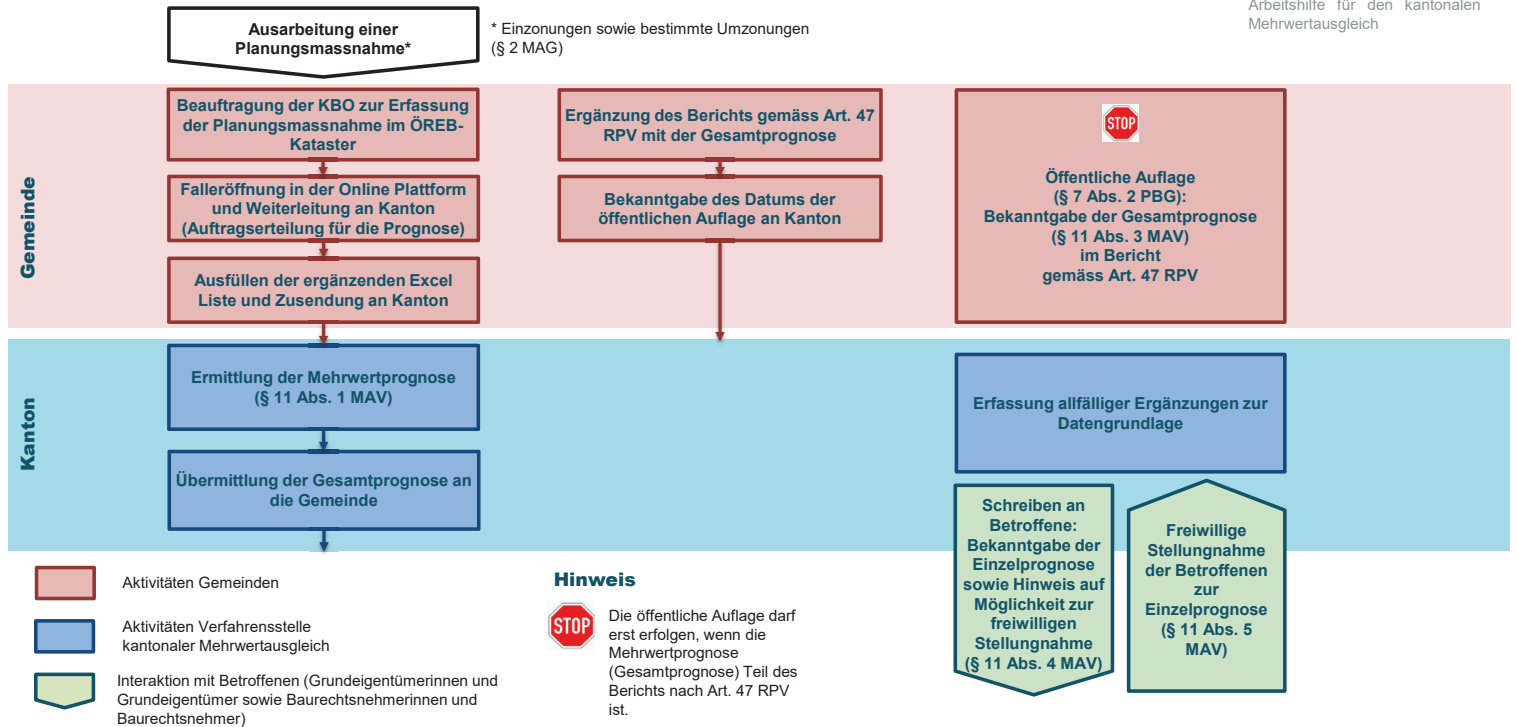 Arbeitshilfe für den kantonalen
Mehrwertausgleich
Ausarbeitung einer
Planungsmassnahme*
* Einzonungen sowie bestimmte Umzonungen
(§ 2 MAG)
Gemeinde
Beauftragung der KBO zur Erfassung
der Planungsmassnahme im ÖREB-
Kataster
Falleröffnung in der Online Plattform
und Weiterleitung an Kanton
(Auftragserteilung für die Prognose)
Ausfüllen der ergänzenden Excel
Liste und Zusendung an Kanton
Ergänzung des Berichts gemäss Art. 47
RPV mit der Gesamtprognose
Bekanntgabe des Datums der
öffentlichen Auflage an Kanton
STOP
Öffentliche Auflage
(§ 7 Abs. 2 PBG):
Bekanntgabe der Gesamtprognose
(§ 11 Abs. 3 MAV)
im Bericht
gemäss Art. 47 RPV
Kanton
Ermittlung der Mehrwertprognose
(§ 11 Abs. 1 MAV)
Übermittlung der Gesamtprognose an
die Gemeinde
Erfassung allfälliger Ergänzungen zur
Datengrundlage
Schreiben an
Betroffene:
Bekanntgabe der
Einzelprognose
sowie Hinweis auf
Möglichkeit zur
freiwilligen
Stellungnahme
(§ 11 Abs. 4 MAV)
Freiwillige
Stellungnahme
der Betroffenen
zur
Einzelprognose
(§ 11 Abs. 5
MAV)
Aktivitäten Gemeinden
Aktivitäten Verfahrensstelle
kantonaler Mehrwertausgleich
Interaktion mit Betroffenen (Grundeigentümerinnen und
Grundeigentümer sowie Baurechtsnehmerinnen und
Baurechtsnehmer)
Hinweis
STOP
Die öffentliche Auflage darf
erst erfolgen, wenn die
Mehrwertprognose
(Gesamtprognose) Teil des
Berichts nach Art. 47 RPV
ist.